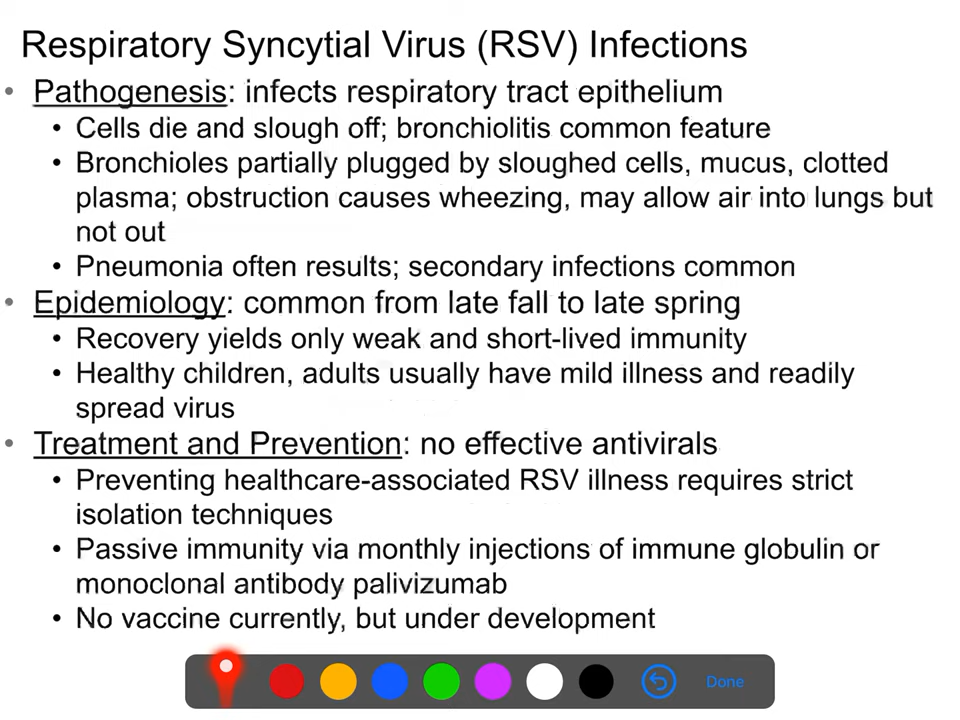 Respiratory Syncytial Virus (RSV) Infections
• Pathogenesis: infects respiratory tract epithelium
• Cells die and slough off; bronchiolitis common feature
• Bronchioles partially plugged by sloughed cells, mucus, clotted
plasma; obstruction causes wheezing, may allow air into lungs but
not out
• Pneumonia often results; secondary infections common
• Epidemiology: common from late fall to late spring
• Recovery yields only weak and short-lived immunity
• Healthy children, adults usually have mild illness and readily
spread virus
• Treatment and Prevention: no effective antivirals
• Preventing healthcare-associated RSV illness requires strict
isolation techniques
• Passive immunity via monthly injections of immune globulin or
monoclonal antibody palivizumab
• No vaccine currently, but under development
Done